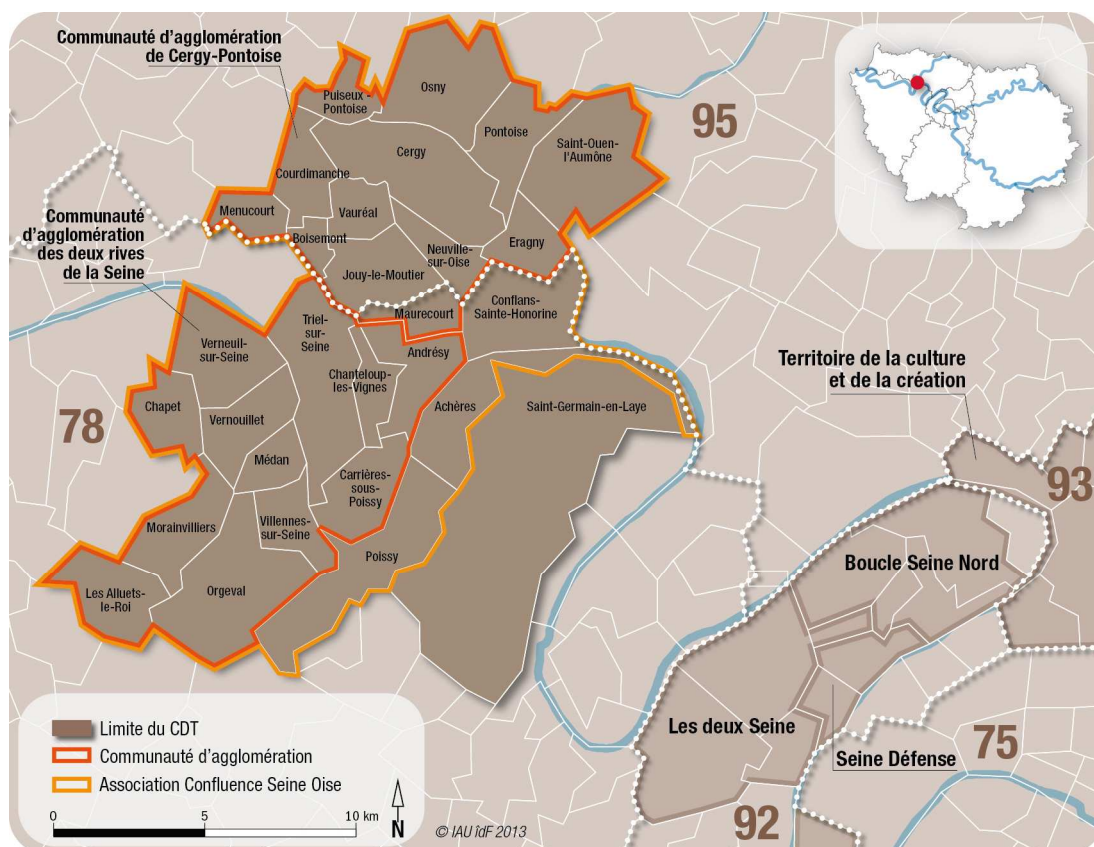 Communauté d'agglomération
de Cergy-Pontoise
Puiseux -
Pontoise
Osny
Pontoise
Saint-Ouen-
l'Aumône
95
Cergy
Courdimanche
Menucourt
Vauréal
Boisemont
Neuville-
sur-Oise
Eragny
Jouy-le-Moutier
Communauté
d'agglomération
des deux rives
de la Seine
Maurecourt
Conflans-
Sainte-Honorine
Triel-
sur-
Seine
Andrésy
Verneuil-
sur-Seine
Chanteloup-
les-Vignes
Chapet
78
Vernouillet
Achères
Saint-Germain-en-Laye
Médan
Carrières-
sous-
Poissy
Morainvilliers
Villennes-
sur-Seine
Poissy
Les Alluets-
le-Roi
Orgeval
Territoire de la culture
et de la création
93
Boucle Seine Nord
Les deux Seine
Seine Défense
75
92
Limite du CDT
Communauté d'agglomération
Association Confluence Seine Oise
0 5 10 km
N
© IAU îdF 2013